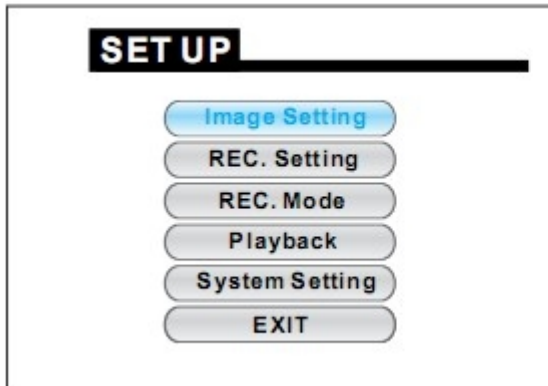 SET UP
Image Setting
REC. Setting
REC. Mode
Playback
System Setting
EXIT